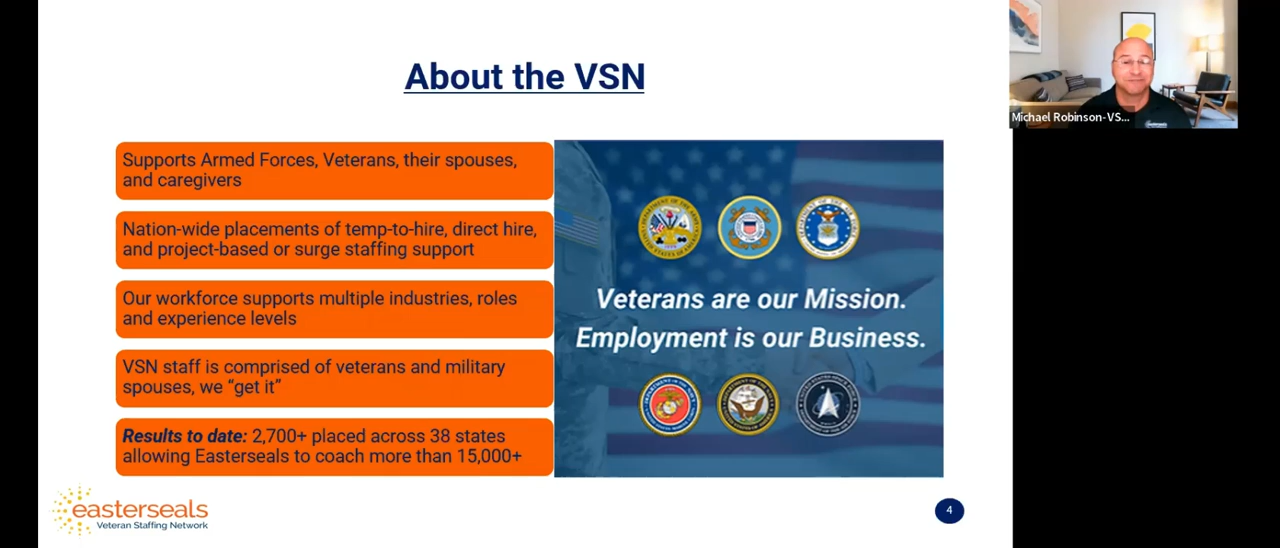 About the VSN
Supports Armed Forces, Veterans, their spouses,
and caregivers
Nation-wide placements of temp-to-hire, direct hire,
and project-based or surge staffing support
Our workforce supports multiple industries, roles
and experience levels
VSN staff is comprised of veterans and military
spouses, we “get it”
Results to date: 2,700+ placed across 38 states
allowing Easterseals to coach more than 15,000+
Veterans are our Mission.
Employment is our Business.
easterseals
Veteran Staffing Network
4
Michael Robinson-VS...